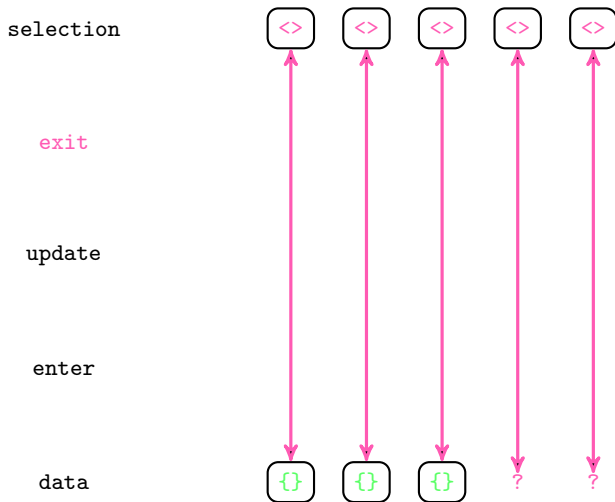 selection <> <> <> <> <>
exit
update
enter
data {} {} {} ? ?